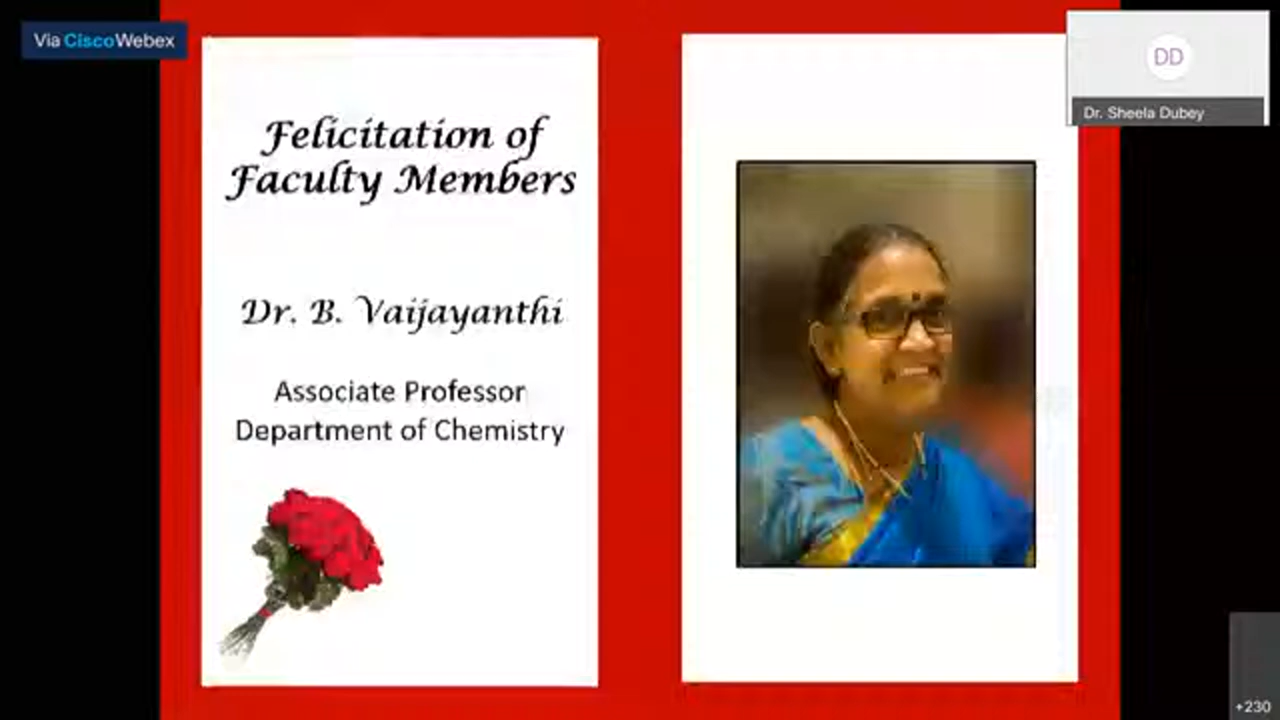 Via CiscoWebex
Felicitation of
Faculty Members
Dr. B. Vaijayanthi
Associate Professor
Department of Chemistry
DD
Dr. Sheela Dubey
+230